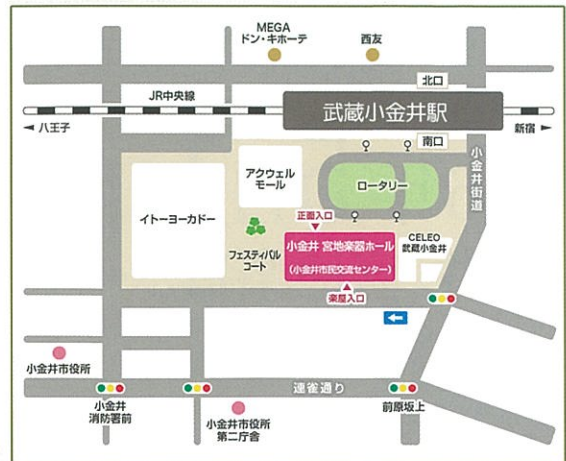 MEGA
ドン・キホーテ
西友
北口
JR中央線
武蔵小金井駅
八王子
新宿
南口
小金井街道
アクウェル
モール
ロータリー
イトーヨーカドー
正面入口
フェスティバル
コート
小金井 宮地楽器ホール
(小金井市民交流センター)
CELEO
武蔵小金井
楽屋入口
小金井市役所
連雀通り
小金井
消防署前
前原坂上
小金井市役所
第二庁舎